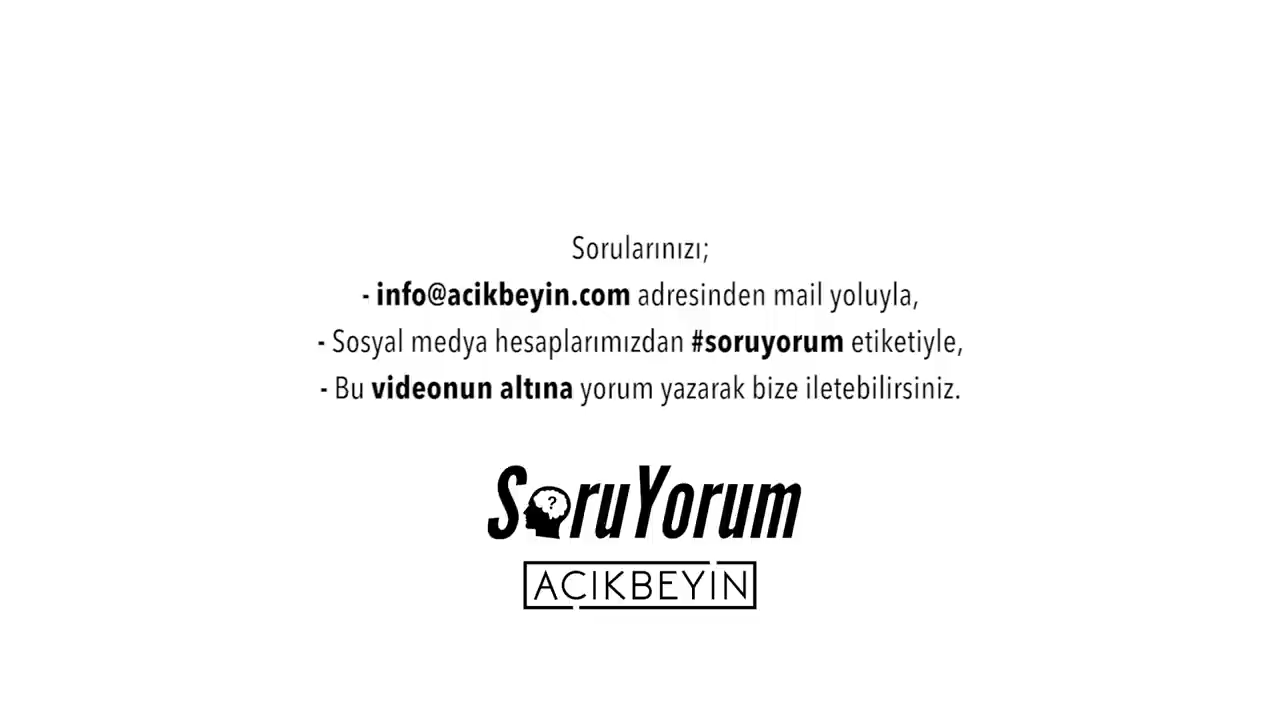 Sorularınızı;
- info@acikbeyin.com adresinden mail yoluyla,
- Sosyal medya hesaplarımızdan #soruyorum etiketiyle,
- Bu videonun altına yorum yazarak bize iletebilirsiniz.
SoruYorum
AÇIKBEYİN